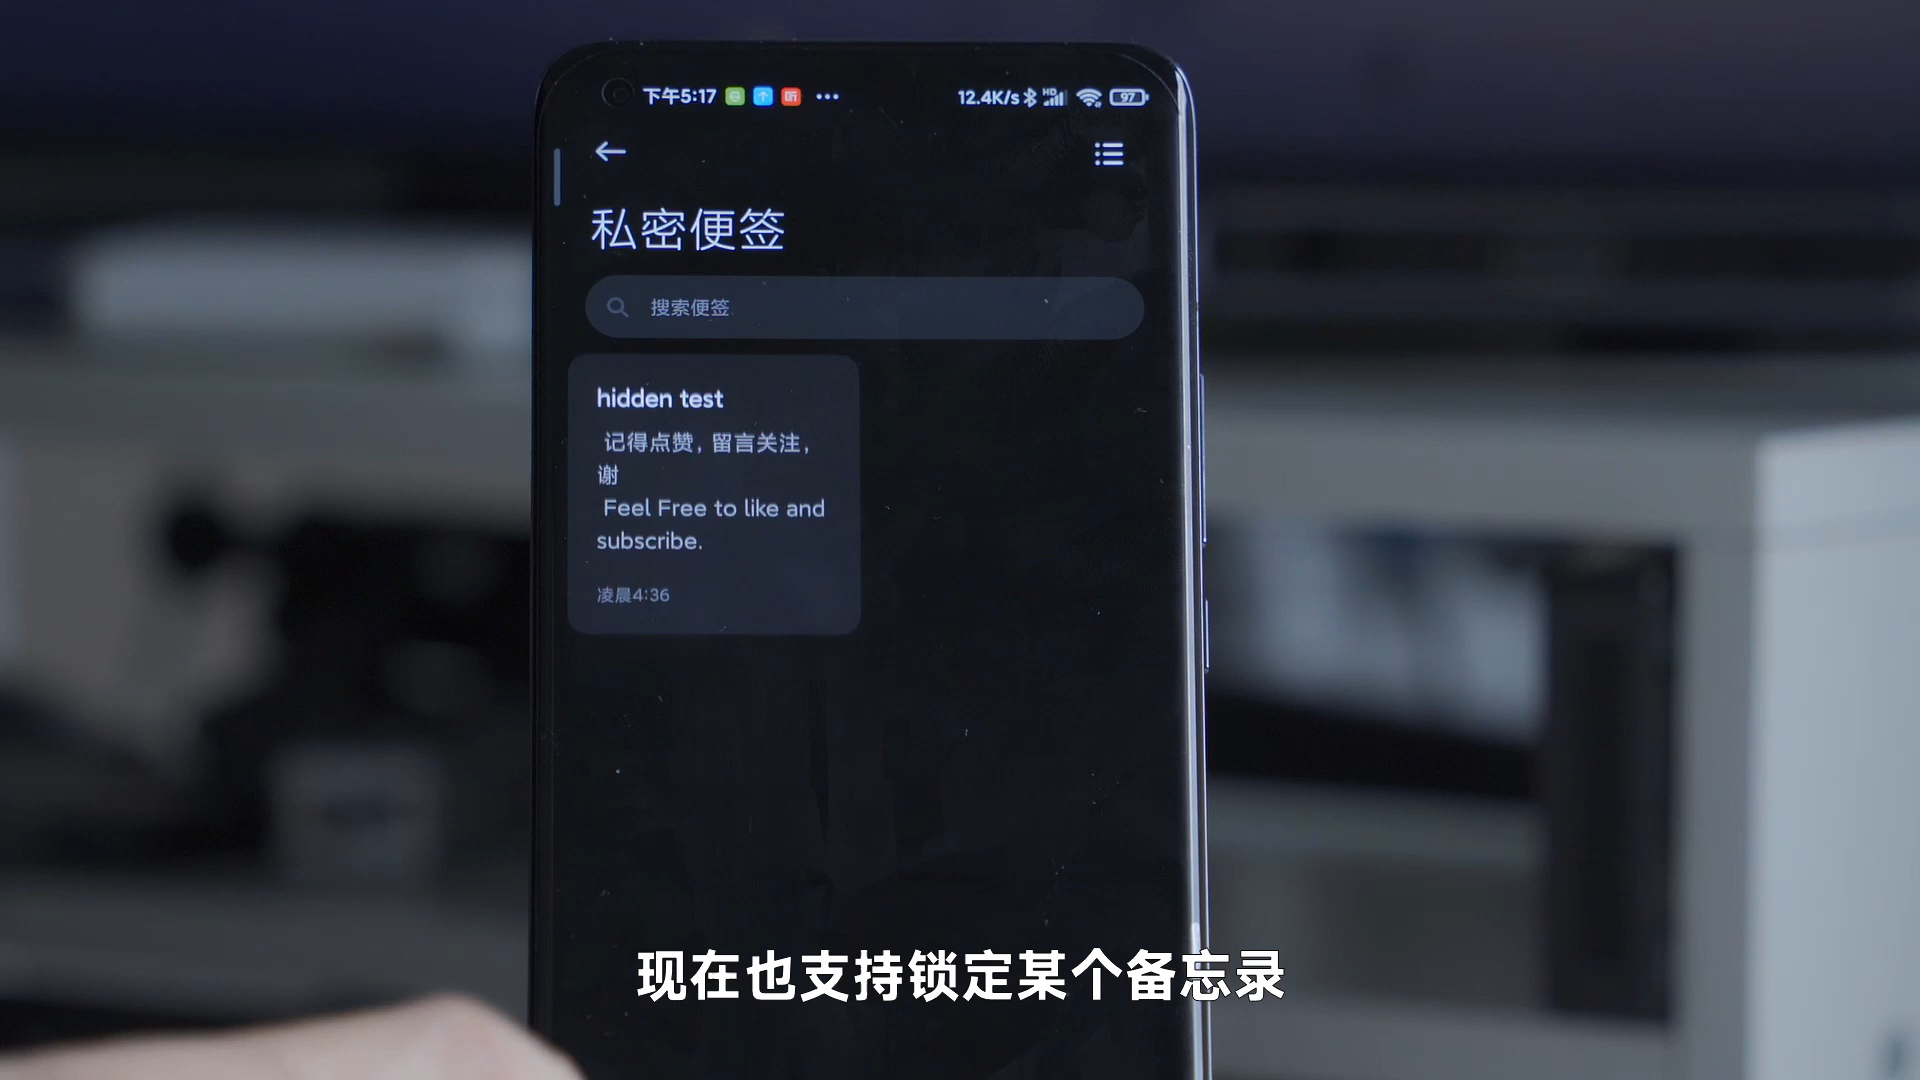 下午5:17
12.4K/s
HD
97
私密便签
搜索便签
hidden test
记得点赞，留言关注，
谢
Feel Free to like and
subscribe.
凌晨4:36
现在也支持锁定某个备忘录